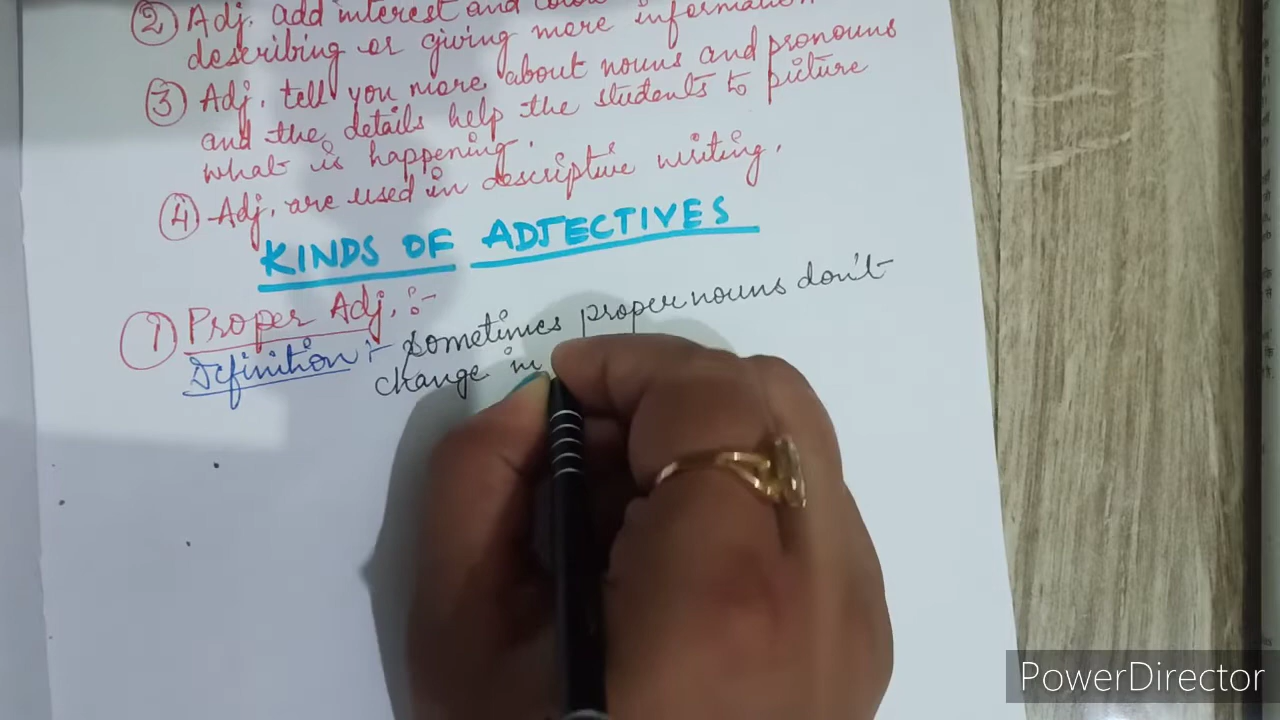 ② Adj. add interest and
describing or giving more information
③ Adj. tell you more about nouns and pronouns
and the details help the students to picture
what is happening.
④ Adj. are used in descriptive writing.
KINDS OF ADJECTIVES
① Proper Adj. :-
Definition :- Sometimes proper nouns don't
change in
PowerDirector